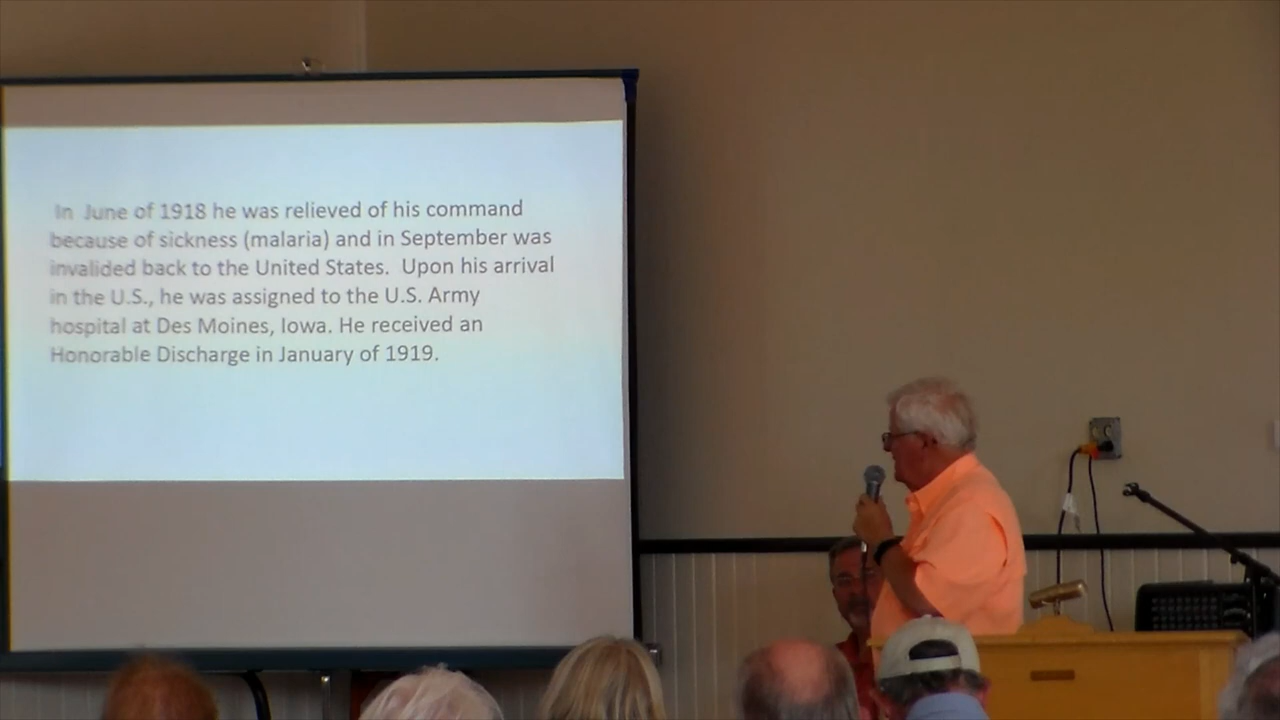 In June of 1918 he was relieved of his command
because of sickness (malaria) and in September was
invalided back to the United States. Upon his arrival
in the U.S., he was assigned to the U.S. Army
hospital at Des Moines, Iowa. He received an
Honorable Discharge in January of 1919.